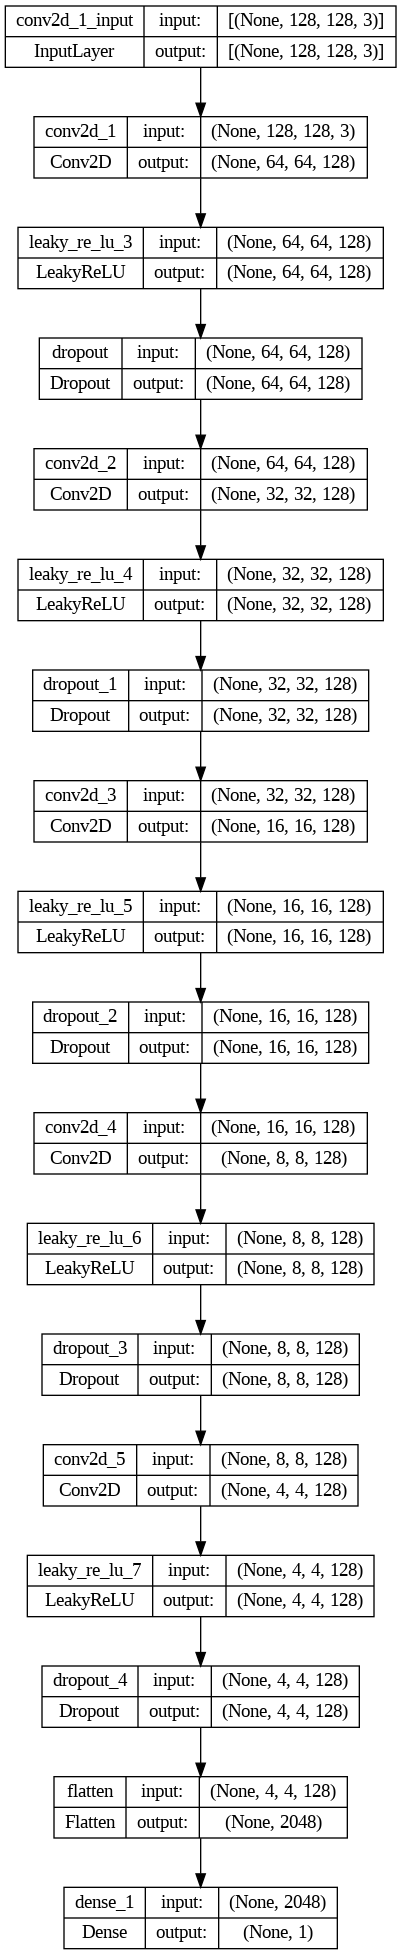 conv2d_1_input input: [(None, 128, 128, 3)]
InputLayer output: [(None, 128, 128, 3)]
conv2d_1 input: (None, 128, 128, 3)
Conv2D output: (None, 64, 64, 128)
leaky_re_lu_3 input: (None, 64, 64, 128)
LeakyReLU output: (None, 64, 64, 128)
dropout input: (None, 64, 64, 128)
Dropout output: (None, 64, 64, 128)
conv2d_2 input: (None, 64, 64, 128)
Conv2D output: (None, 32, 32, 128)
leaky_re_lu_4 input: (None, 32, 32, 128)
LeakyReLU output: (None, 32, 32, 128)
dropout_1 input: (None, 32, 32, 128)
Dropout output: (None, 32, 32, 128)
conv2d_3 input: (None, 32, 32, 128)
Conv2D output: (None, 16, 16, 128)
leaky_re_lu_5 input: (None, 16, 16, 128)
LeakyReLU output: (None, 16, 16, 128)
dropout_2 input: (None, 16, 16, 128)
Dropout output: (None, 16, 16, 128)
conv2d_4 input: (None, 16, 16, 128)
Conv2D output: (None, 8, 8, 128)
leaky_re_lu_6 input: (None, 8, 8, 128)
LeakyReLU output: (None, 8, 8, 128)
dropout_3 input: (None, 8, 8, 128)
Dropout output: (None, 8, 8, 128)
conv2d_5 input: (None, 8, 8, 128)
Conv2D output: (None, 4, 4, 128)
leaky_re_lu_7 input: (None, 4, 4, 128)
LeakyReLU output: (None, 4, 4, 128)
dropout_4 input: (None, 4, 4, 128)
Dropout output: (None, 4, 4, 128)
flatten input: (None, 4, 4, 128)
Flatten output: (None, 2048)
dense_1 input: (None, 2048)
Dense output: (None, 1)